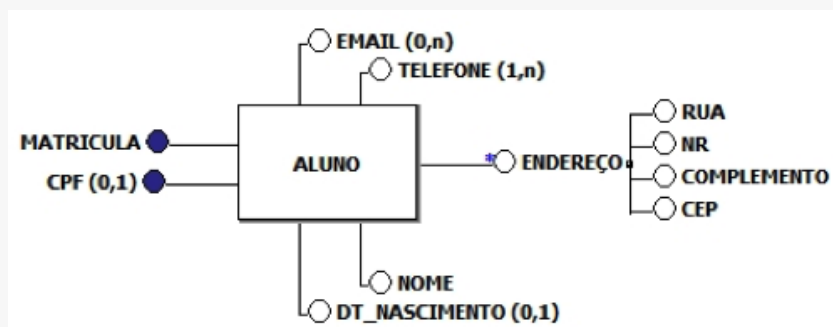 EMAIL (0,n)
TELEFONE (1,n)
MATRICULA
CPF (0,1)
ALUNO
* ENDEREÇO
RUA
NR
COMPLEMENTO
CEP
NOME
DT_NASCIMENTO (0,1)